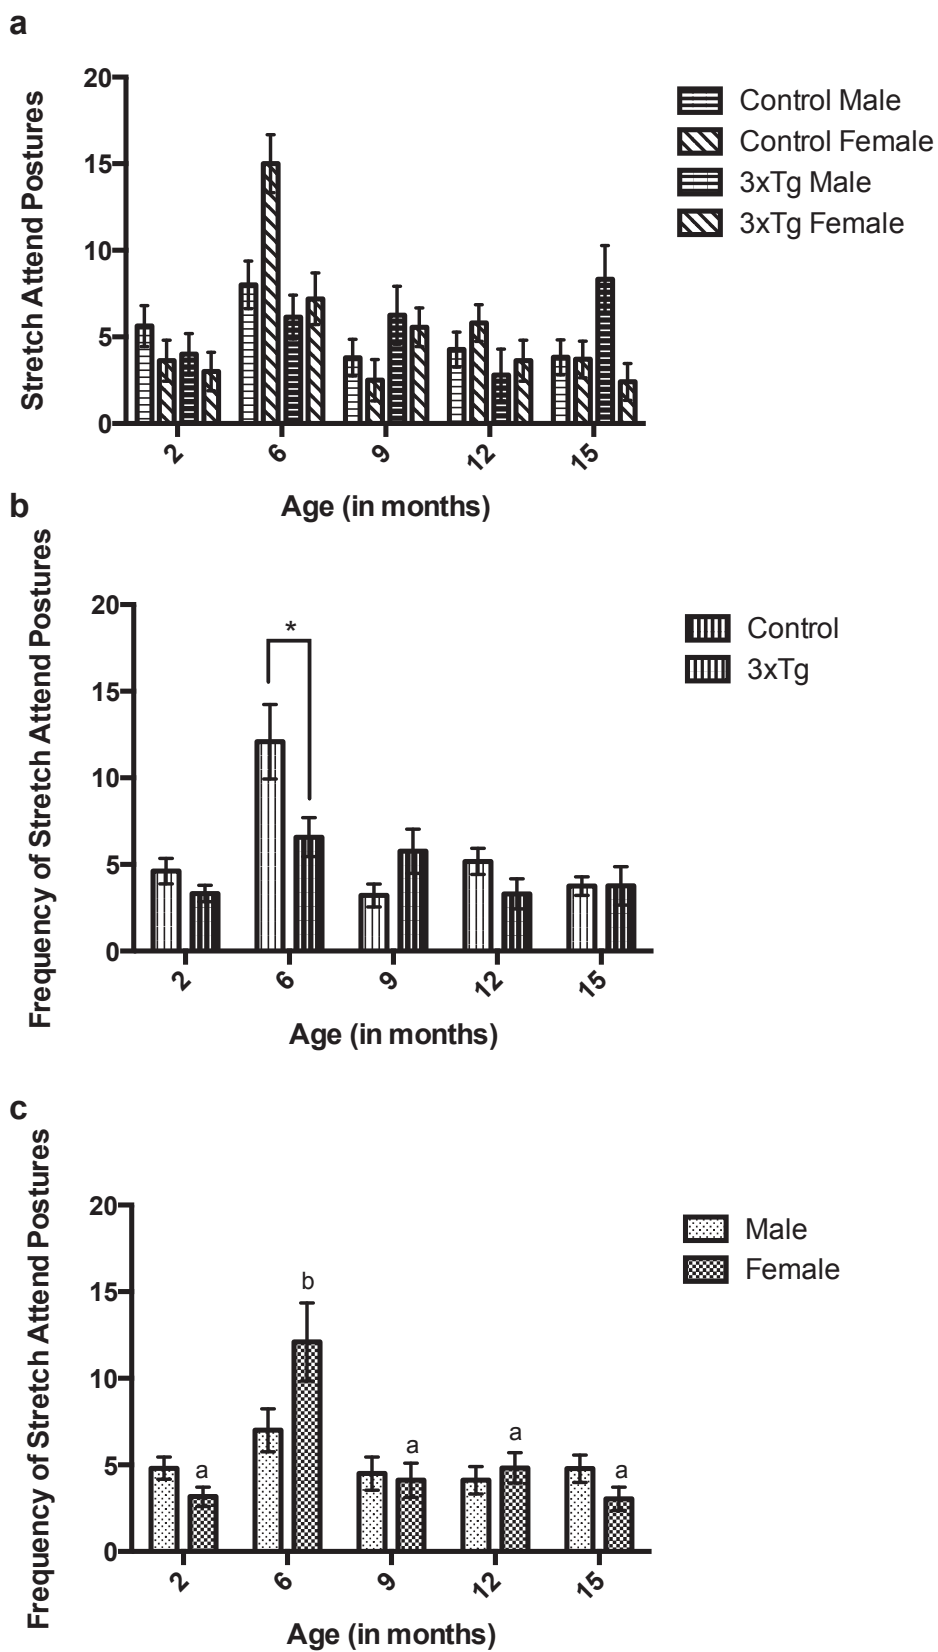 a
Stretch Attend Postures
20
15
10
5
0
2
6
9
12
15
Age (in months)
Control Male
Control Female
3xTg Male
3xTg Female
b
Frequency of Stretch Attend Postures
20
15
10
5
0
*
2
6
9
12
15
Age (in months)
Control
3xTg
c
Frequency of Stretch Attend Postures
20
15
10
5
0
a
b
a
a
a
2
6
9
12
15
Age (in months)
Male
Female